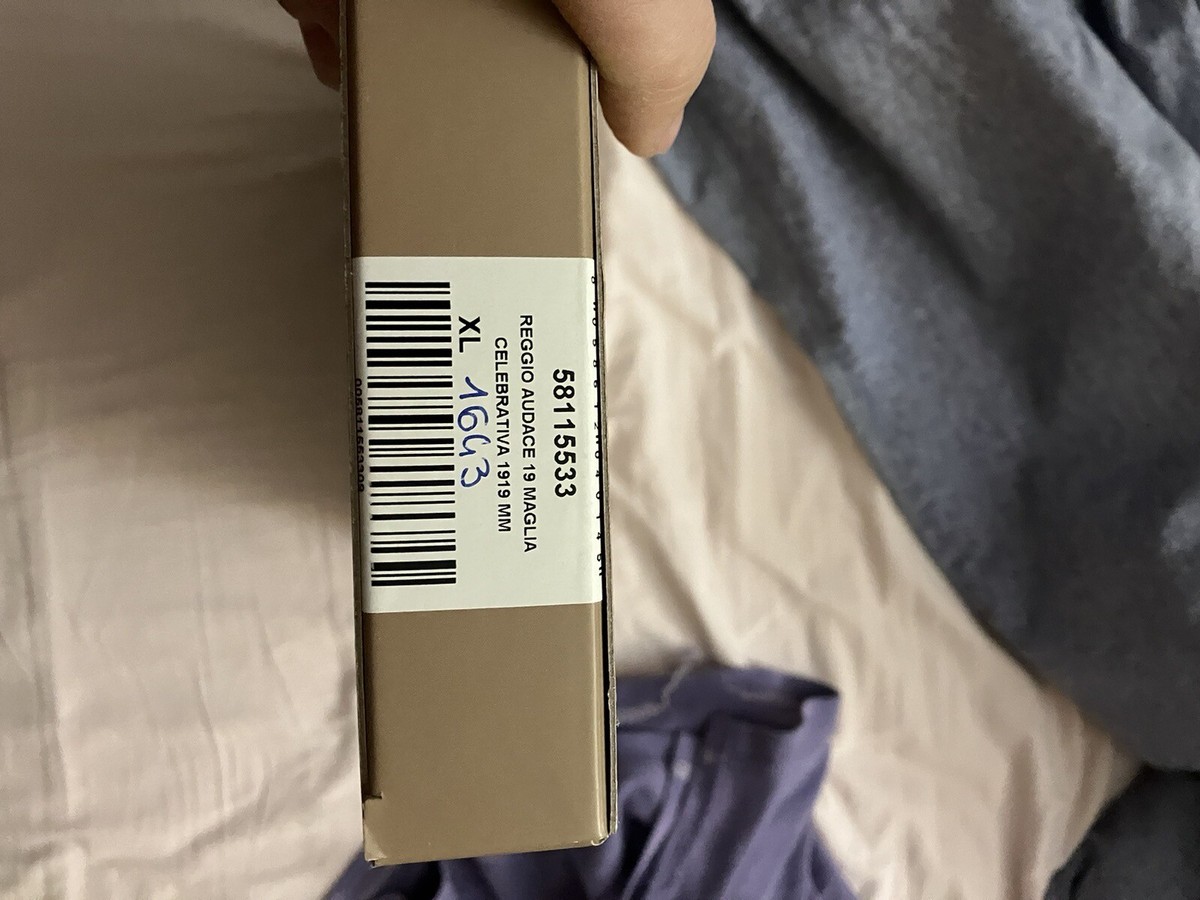 58115533
REGGIO AUDACE 19 MAGLIA
CELEBRATIVA 1919 MM
XL 1643